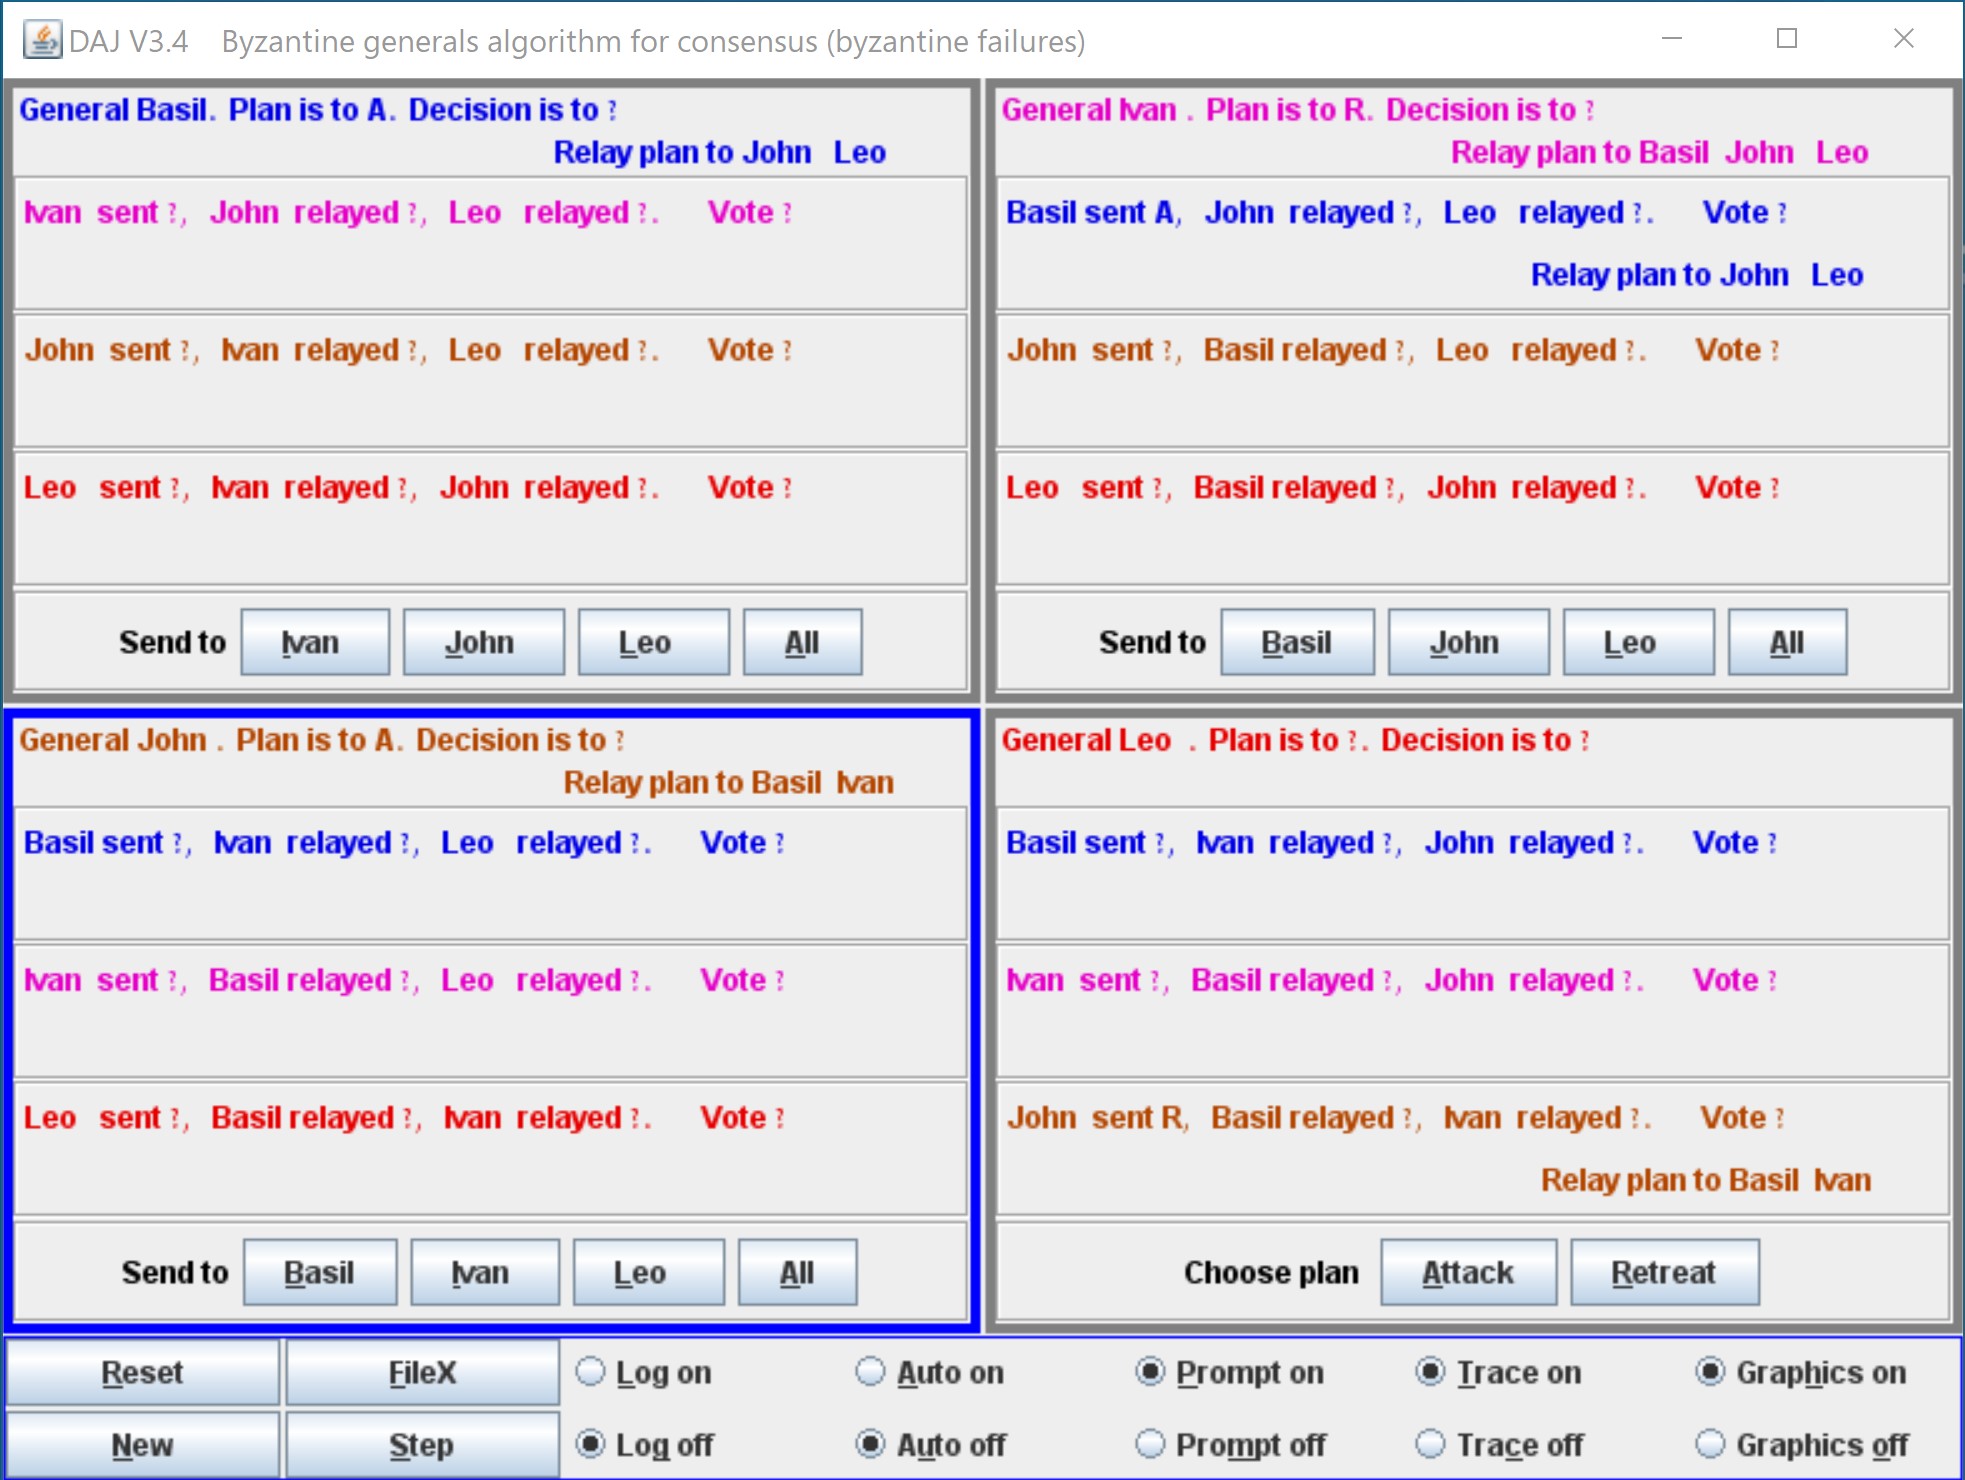 DAJ V3.4 Byzantine generals algorithm for consensus (byzantine failures)
General Basil. Plan is to A. Decision is to ?
Relay plan to John Leo
Ivan sent ?, John relayed ?, Leo relayed ?. Vote ?
John sent ?, Ivan relayed ?, Leo relayed ?. Vote ?
Leo sent ?, Ivan relayed ?, John relayed ?. Vote ?
Send to Ivan John Leo All
General Ivan . Plan is to R. Decision is to ?
Relay plan to Basil John Leo
Basil sent A, John relayed ?, Leo relayed ?. Vote ?
Relay plan to John Leo
John sent ?, Basil relayed ?, Leo relayed ?. Vote ?
Leo sent ?, Basil relayed ?, John relayed ?. Vote ?
Send to Basil John Leo All
General John . Plan is to A. Decision is to ?
Relay plan to Basil Ivan
Basil sent ?, Ivan relayed ?, Leo relayed ?. Vote ?
Ivan sent ?, Basil relayed ?, Leo relayed ?. Vote ?
Leo sent ?, Basil relayed ?, Ivan relayed ?. Vote ?
Send to Basil Ivan Leo All
General Leo . Plan is to ?. Decision is to ?
Basil sent ?, Ivan relayed ?, John relayed ?. Vote ?
Ivan sent ?, Basil relayed ?, John relayed ?. Vote ?
John sent R, Basil relayed ?, Ivan relayed ?. Vote ?
Relay plan to Basil Ivan
Choose plan Attack Retreat
Reset FileX Log on Auto on Prompt on Trace on Graphics on
New Step Log off Auto off Prompt off Trace off Graphics off